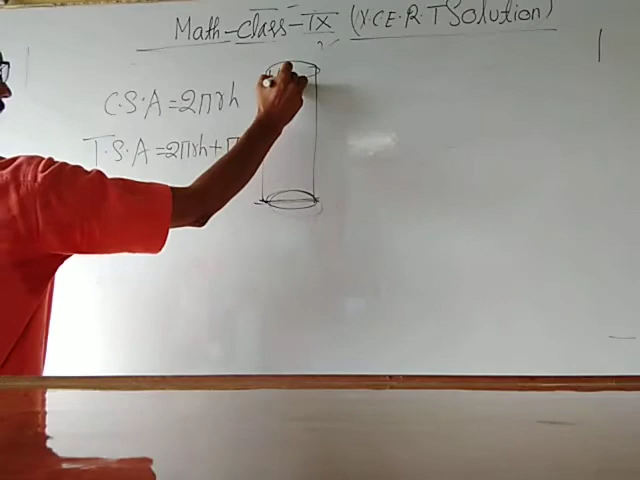 Math-Class-IX (N.C.E.R.T Solution)
C.S.A = 2πrh
T.S.A = 2πrh + π